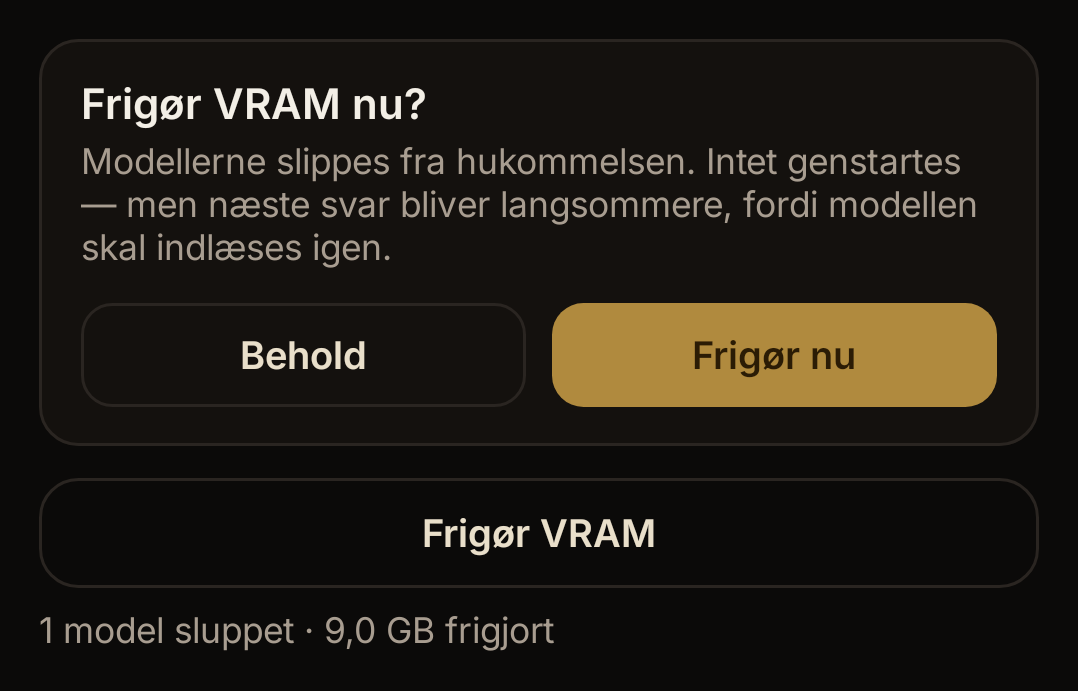 Frigør VRAM nu?
Modellerne slippes fra hukommelsen. Intet genstartes
— men næste svar bliver langsommere, fordi modellen
skal indlæses igen.
Behold
Frigør nu
Frigør VRAM
1 model sluppet · 9,0 GB frigjort